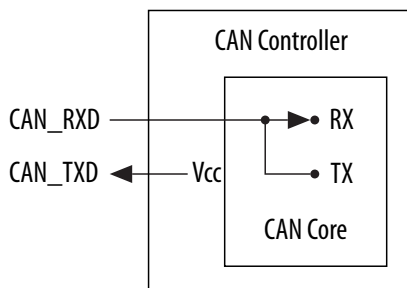 CAN Controller
CAN_RXD
RX
CAN_TXD
Vcc
TX
CAN Core